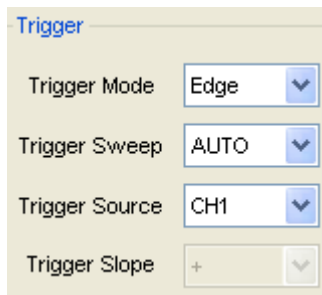 Trigger
Trigger Mode Edge
Trigger Sweep AUTO
Trigger Source CH1
Trigger Slope +